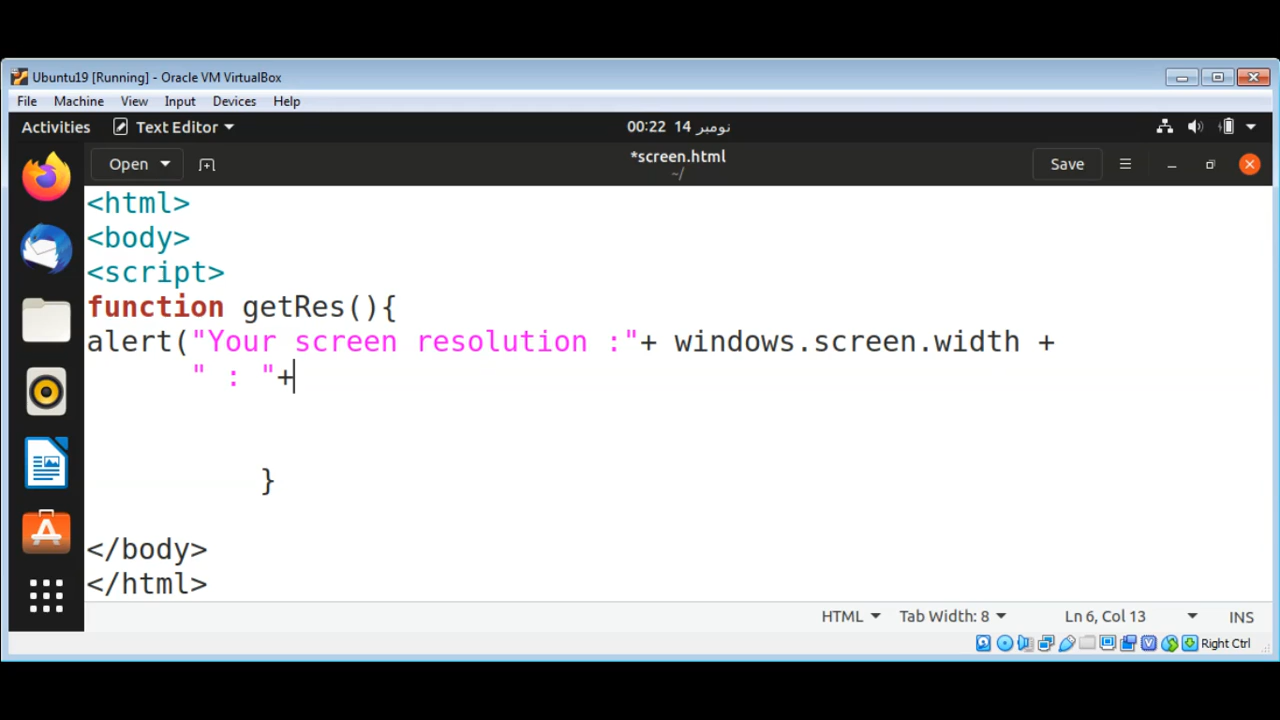 Ubuntu19 [Running] - Oracle VM VirtualBox
File Machine View Input Devices Help
Activities Text Editor 00:22 14 نومبر
Open *screen.html Save
~/
<html>
<body>
<script>
function getRes(){
alert("Your screen resolution :"+ windows.screen.width +
" : "+
}
</body>
</html>
HTML Tab Width: 8 Ln 6, Col 13 INS
Right Ctrl